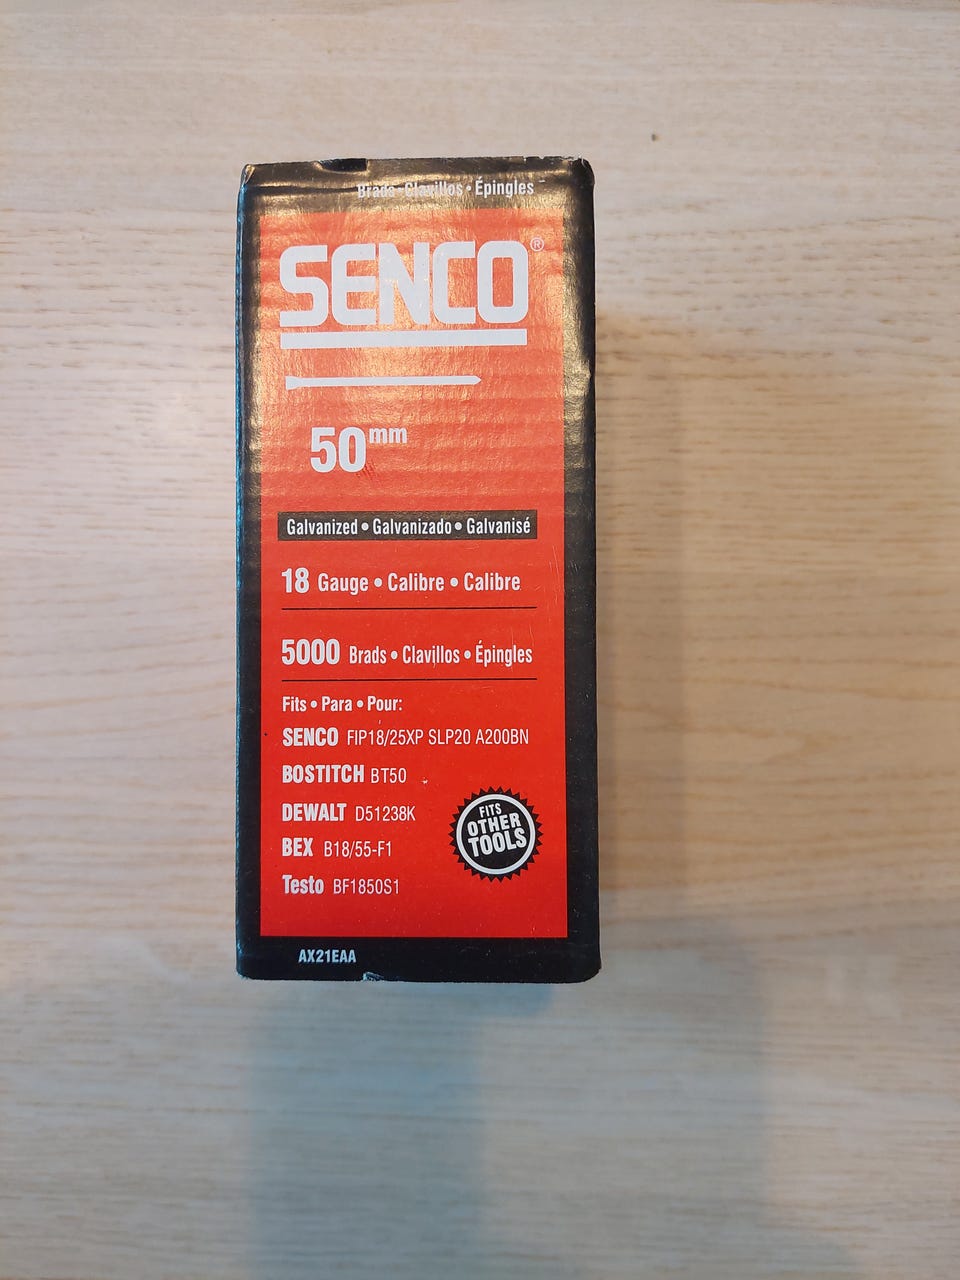 Brads • Clavillos • Épingles
SENCO®
50mm
Galvanized • Galvanizado • Galvanisé
18 Gauge • Calibre • Calibre
5000 Brads • Clavillos • Épingles
Fits • Para • Pour:
SENCO FIP18/25XP SLP20 A200BN
BOSTITCH BT50
DEWALT D51238K
BEX B18/55-F1
Testo BF1850S1
FITS
OTHER
TOOLS
AX21EAA